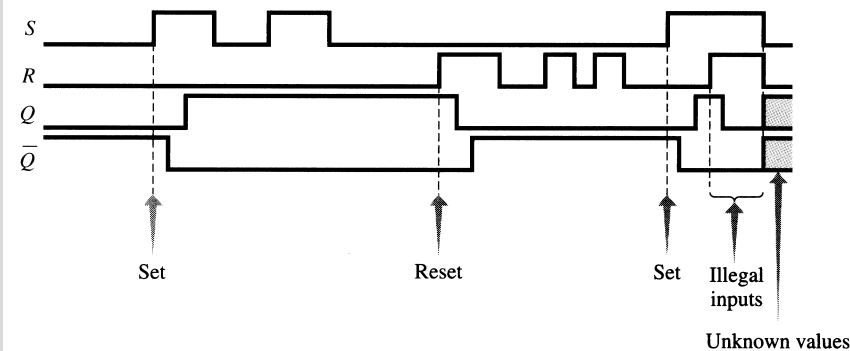 S
R
Q
Q̅
Set
Reset
Set
Illegal
inputs
Unknown values